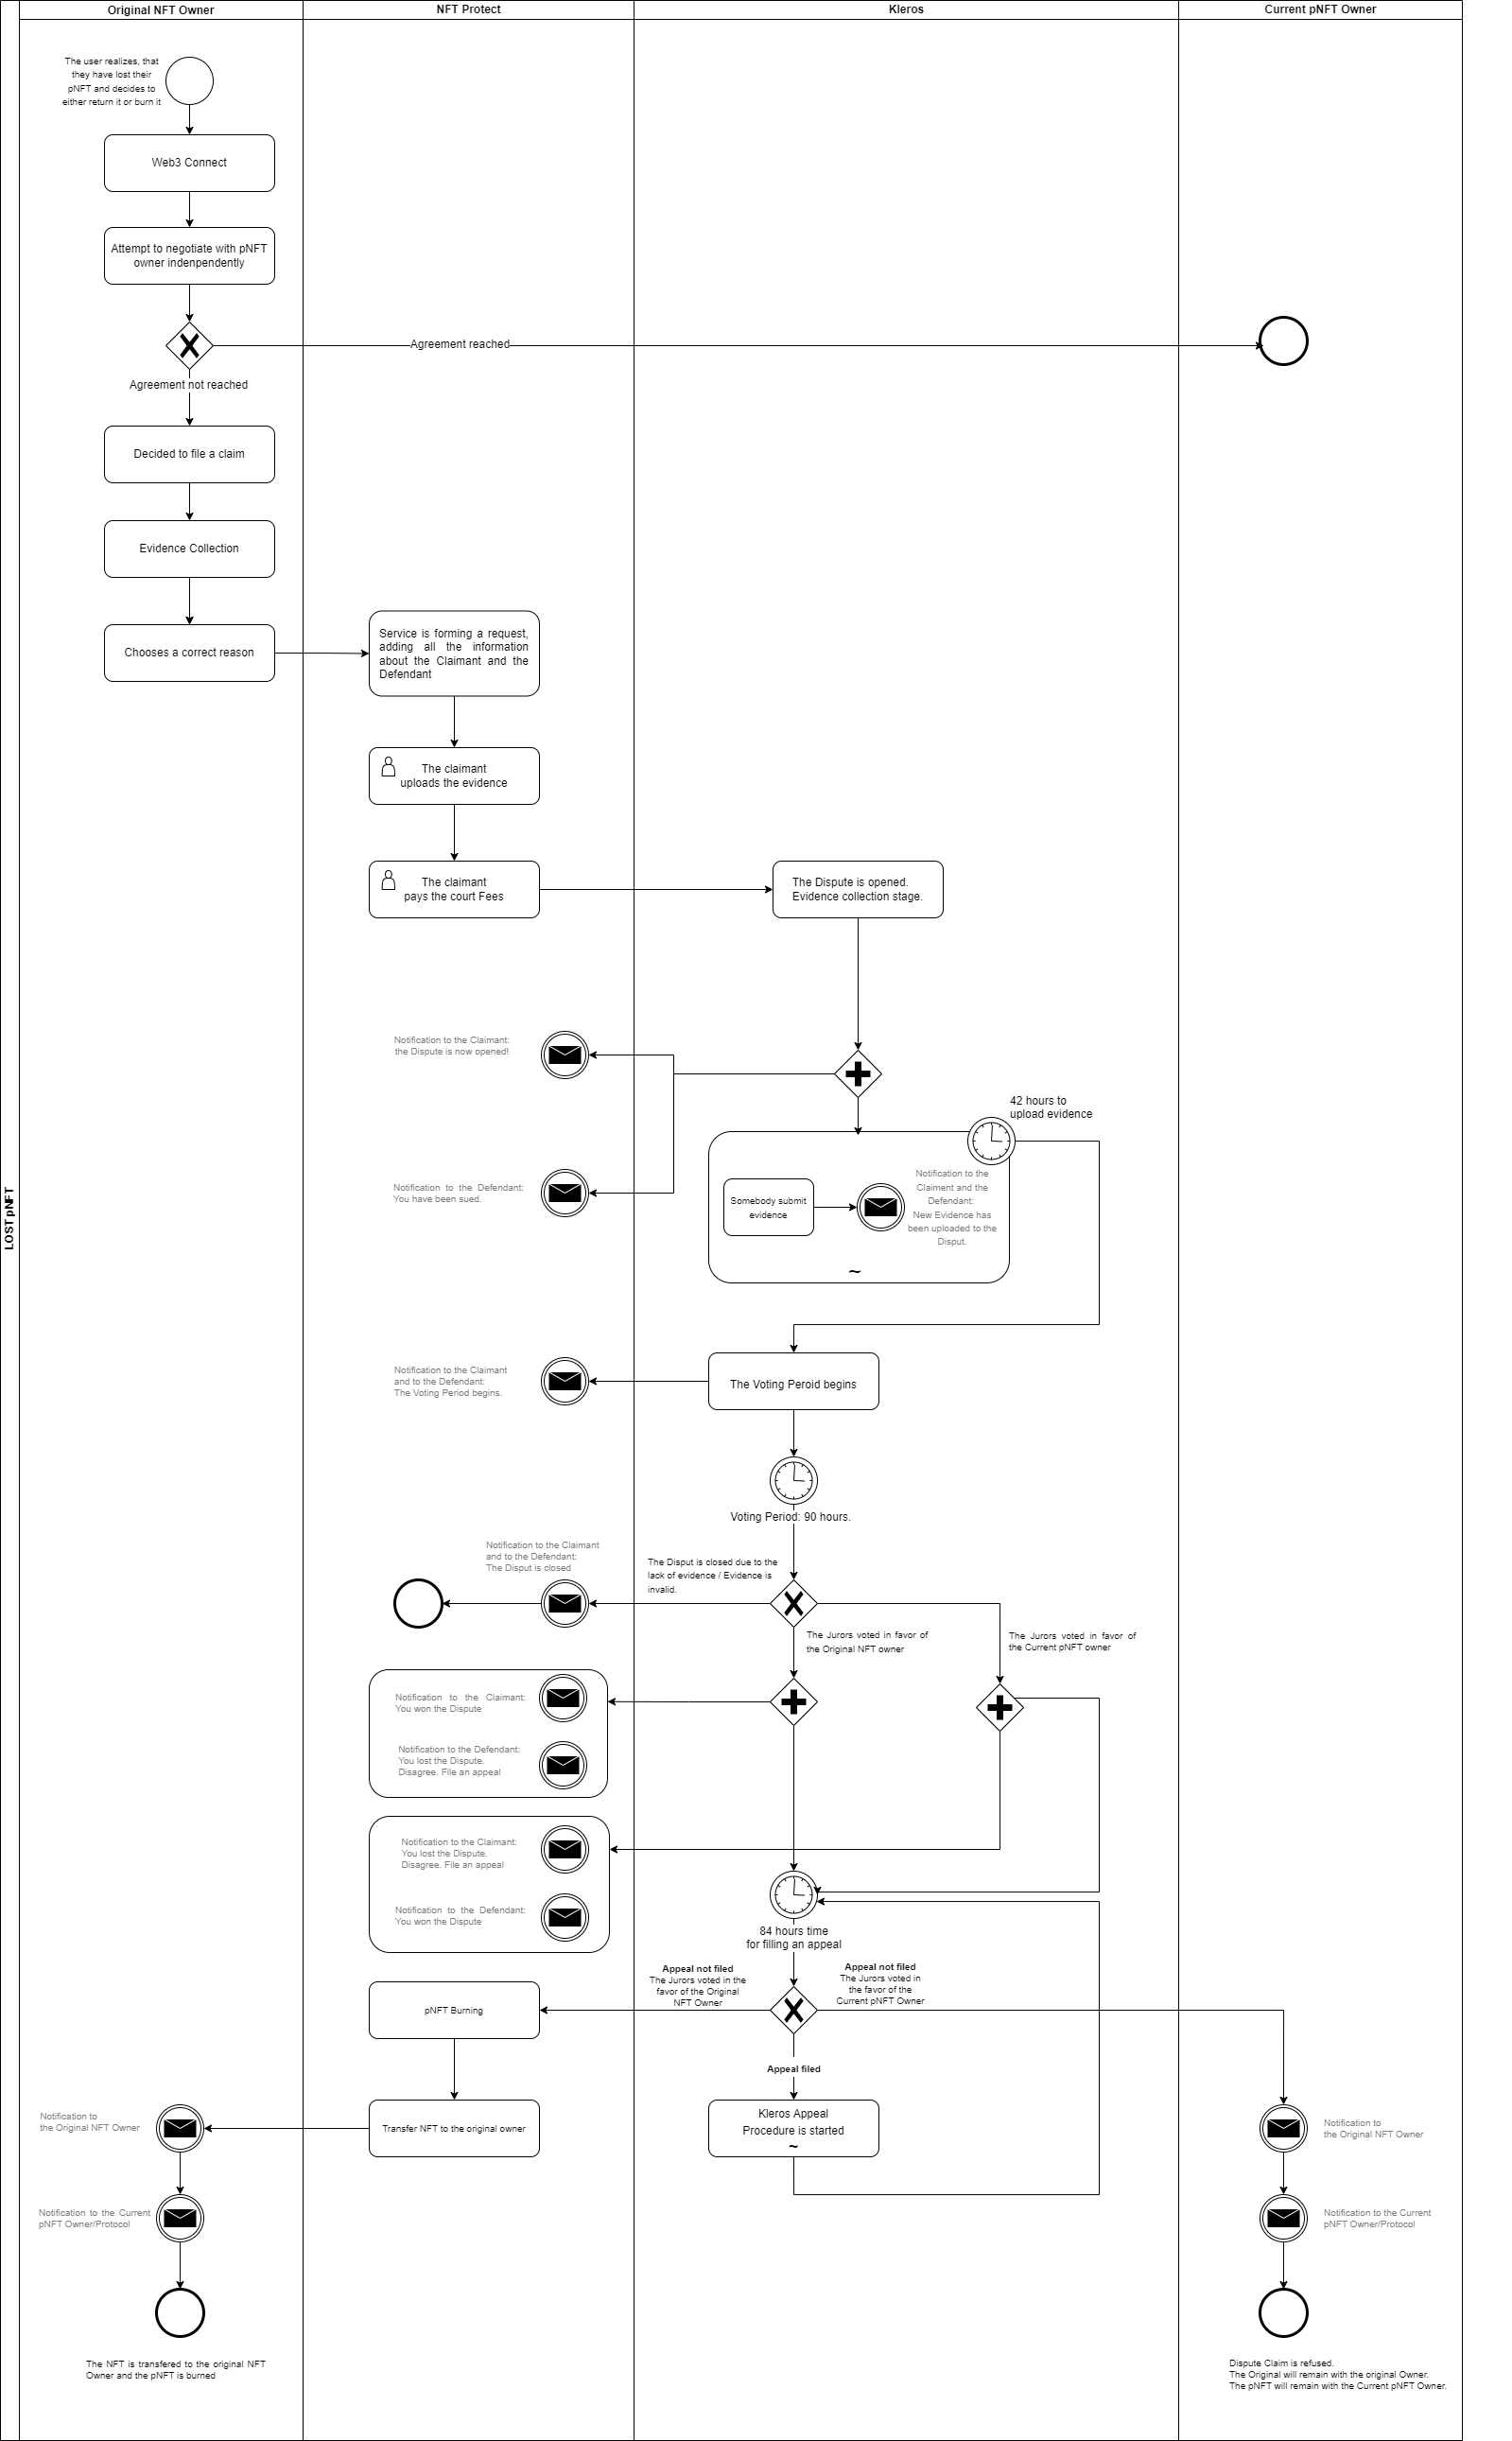 Original NFT Owner
NFT Protect
Kleros
Current pNFT Owner
LOST pNFT
The user realizes, that
they have lost their
pNFT and decides to
either return it or burn it
Web3 Connect
Attempt to negotiate with pNFT
owner indenpendently
Agreement reached
Agreement not reached
Decided to file a claim
Evidence Collection
Chooses a correct reason
Service is forming a request,
adding all the information
about the Claimant and the
Defendant
The claimant
uploads the evidence
The claimant
pays the court Fees
The Dispute is opened.
Evidence collection stage.
Notification to the Claimant:
the Dispute is now opened!
42 hours to
upload evidence
Notification to the Defendant:
You have been sued.
Somebody submit
evidence
Notification to the
Claiment and the
Defendant:
New Evidence has
been uploaded to the
Disput.
~
Notification to the Claimant
and to the Defendant:
The Voting Period begins.
The Voting Peroid begins
Voting Period: 90 hours.
Notification to the Claimant
and to the Defendant:
The Disput is closed
The Disput is closed due to the
lack of evidence / Evidence is
invalid.
The Jurors voted in favor of
the Original NFT owner
The Jurors voted in favor of
the Current pNFT owner
Notification to the Claimant:
You won the Dispute
Notification to the Defendant:
You lost the Dispute.
Disagree. File an appeal
Notification to the Claimant:
You lost the Dispute.
Disagree. File an appeal
Notification to the Defendant:
You won the Dispute
84 hours time
for filling an appeal
Appeal not filed
The Jurors voted in the
favor of the Original
NFT Owner
Appeal not filed
The Jurors voted in
the favor of the
Current pNFT Owner
pNFT Burning
Appeal filed
Transfer NFT to the original owner
Kleros Appeal
Procedure is started
~
Notification to
the Original NFT Owner
Notification to the Current
pNFT Owner/Protocol
Notification to
the Original NFT Owner
Notification to the Current
pNFT Owner/Protocol
The NFT is transfered to the original NFT
Owner and the pNFT is burned
Dispute Claim is refused.
The Original will remain with the original Owner.
The pNFT will remain with the Current pNFT Owner.